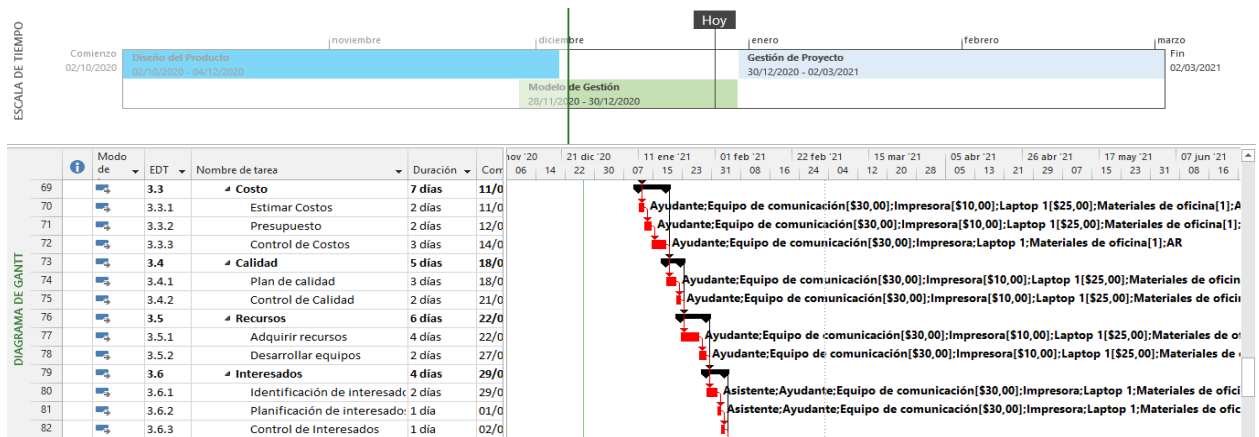 Hoy
noviembre diciembre enero febrero marzo
ESCALA DE TIEMPO
Comienzo
02/10/2020
Diseño del Producto
02/10/2020 - 04/12/2020
Modelo de Gestión
28/11/2020 - 30/12/2020
Gestión de Proyecto
30/12/2020 - 02/03/2021
Fin
02/03/2021
DIAGRAMA DE GANTT
Modo de EDT Nombre de tarea Duración Com
nov '20 21 dic '20 11 ene '21 01 feb '21 22 feb '21 15 mar '21 05 abr '21 26 abr '21 17 may '21 07 jun '21
06 14 22 30 07 15 23 31 08 16 24 04 12 20 28 05 13 21 29 07 15 23 31 08 16
69 3.3 Costo 7 días 11/0
70 3.3.1 Estimar Costos 2 días 11/0 Ayudante;Equipo de comunicación[$30,00];Impresora[$10,00];Laptop 1[$25,00];Materiales de oficina[1];A
71 3.3.2 Presupuesto 2 días 12/0 Ayudante;Equipo de comunicación[$30,00];Impresora[$10,00];Laptop 1[$25,00];Materiales de oficina[1];
72 3.3.3 Control de Costos 3 días 14/0 Ayudante;Equipo de comunicación[$30,00];Impresora;Laptop 1;Materiales de oficina[1];AR
73 3.4 Calidad 5 días 18/0
74 3.4.1 Plan de calidad 3 días 18/0 Ayudante;Equipo de comunicación[$30,00];Impresora[$10,00];Laptop 1[$25,00];Materiales de oficina
75 3.4.2 Control de Calidad 2 días 21/0 Ayudante;Equipo de comunicación[$30,00];Impresora[$10,00];Laptop 1[$25,00];Materiales de oficin
76 3.5 Recursos 6 días 22/0
77 3.5.1 Adquirir recursos 4 días 22/0 Ayudante;Equipo de comunicación[$30,00];Impresora[$10,00];Laptop 1[$25,00];Materiales de of
78 3.5.2 Desarrollar equipos 2 días 27/0 Ayudante;Equipo de comunicación[$30,00];Impresora[$10,00];Laptop 1[$25,00];Materiales de
79 3.6 Interesados 4 días 29/0
80 3.6.1 Identificación de interesado 2 días 29/0 Asistente;Ayudante;Equipo de comunicación[$30,00];Impresora;Laptop 1;Materiales de ofici
81 3.6.2 Planificación de interesados 1 día 01/0 Asistente;Ayudante;Equipo de comunicación[$30,00];Impresora;Laptop 1;Materiales de ofic
82 3.6.3 Control de Interesados 1 día 02/0